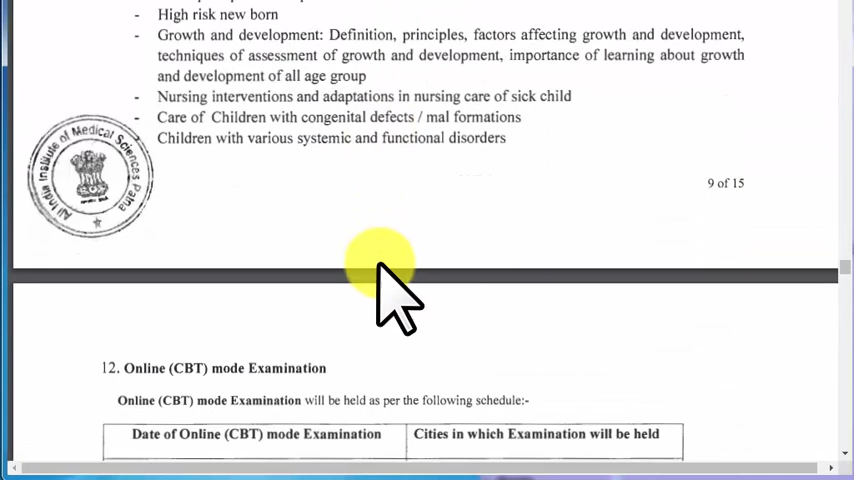 - High risk new born
- Growth and development: Definition, principles, factors affecting growth and development,
techniques of assessment of growth and development, importance of learning about growth
and development of all age group
- Nursing interventions and adaptations in nursing care of sick child
- Care of Children with congenital defects / mal formations
Children with various systemic and functional disorders
All India Institute of Medical Sciences Patna
9 of 15
12. Online (CBT) mode Examination
Online (CBT) mode Examination will be held as per the following schedule:-
Date of Online (CBT) mode Examination Cities in which Examination will be held